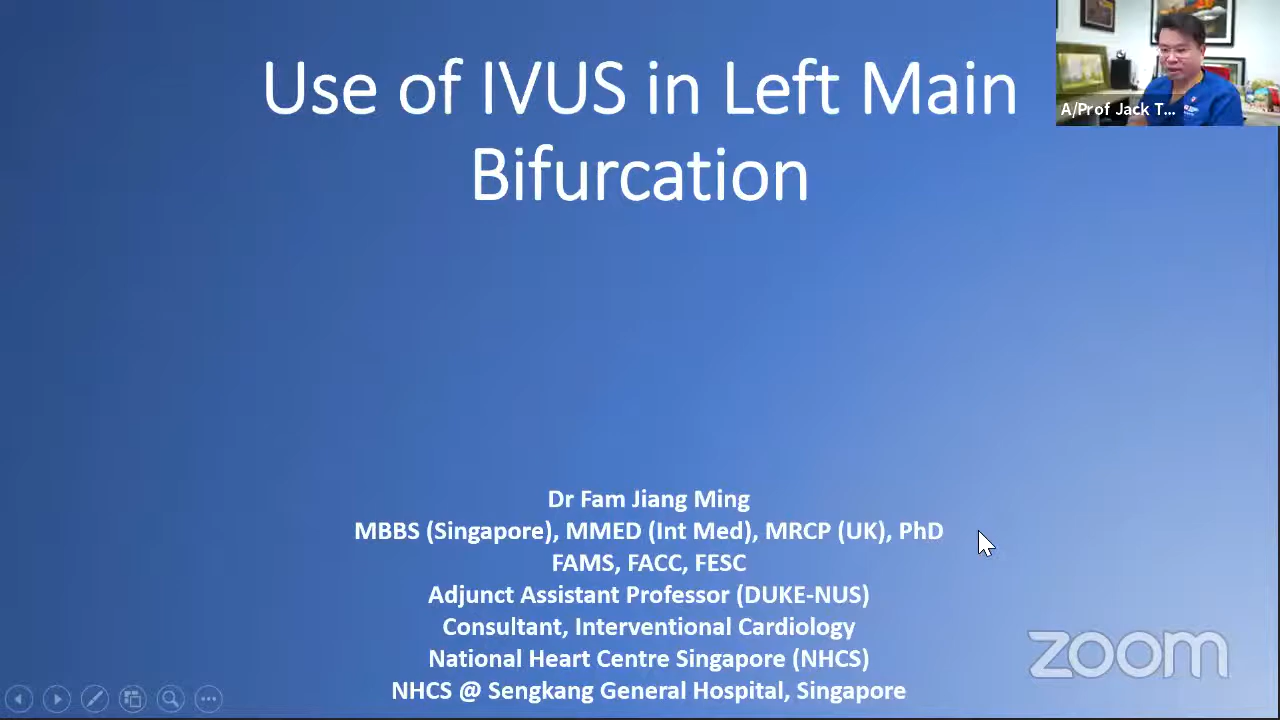 Use of IVUS in Left Main
Bifurcation
A/Prof Jack T...
Dr Fam Jiang Ming
MBBS (Singapore), MMED (Int Med), MRCP (UK), PhD
FAMS, FACC, FESC
Adjunct Assistant Professor (DUKE-NUS)
Consultant, Interventional Cardiology
National Heart Centre Singapore (NHCS)
NHCS @ Sengkang General Hospital, Singapore
zoom